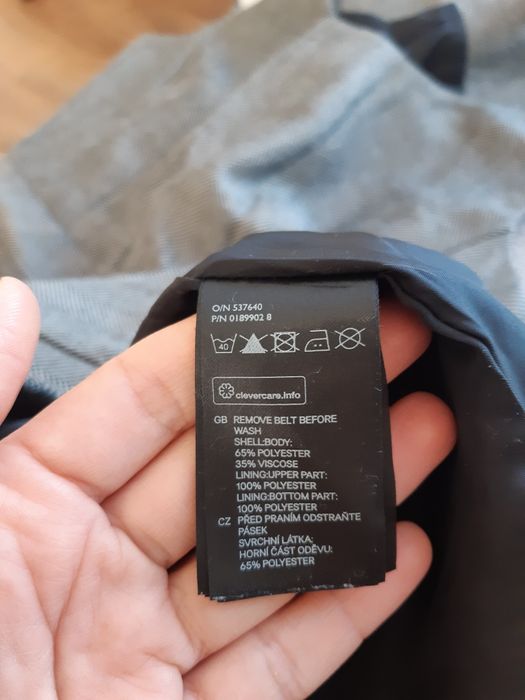 O/N 537640
P/N 0189902 8
40
clevercare.info
GB REMOVE BELT BEFORE
WASH
SHELL:BODY:
65% POLYESTER
35% VISCOSE
LINING:UPPER PART:
100% POLYESTER
LINING:BOTTOM PART:
100% POLYESTER
CZ PŘED PRANÍM ODSTRAŇTE
PÁSEK
SVRCHNÍ LÁTKA:
HORNÍ ČÁST ODĚVU:
65% POLYESTER